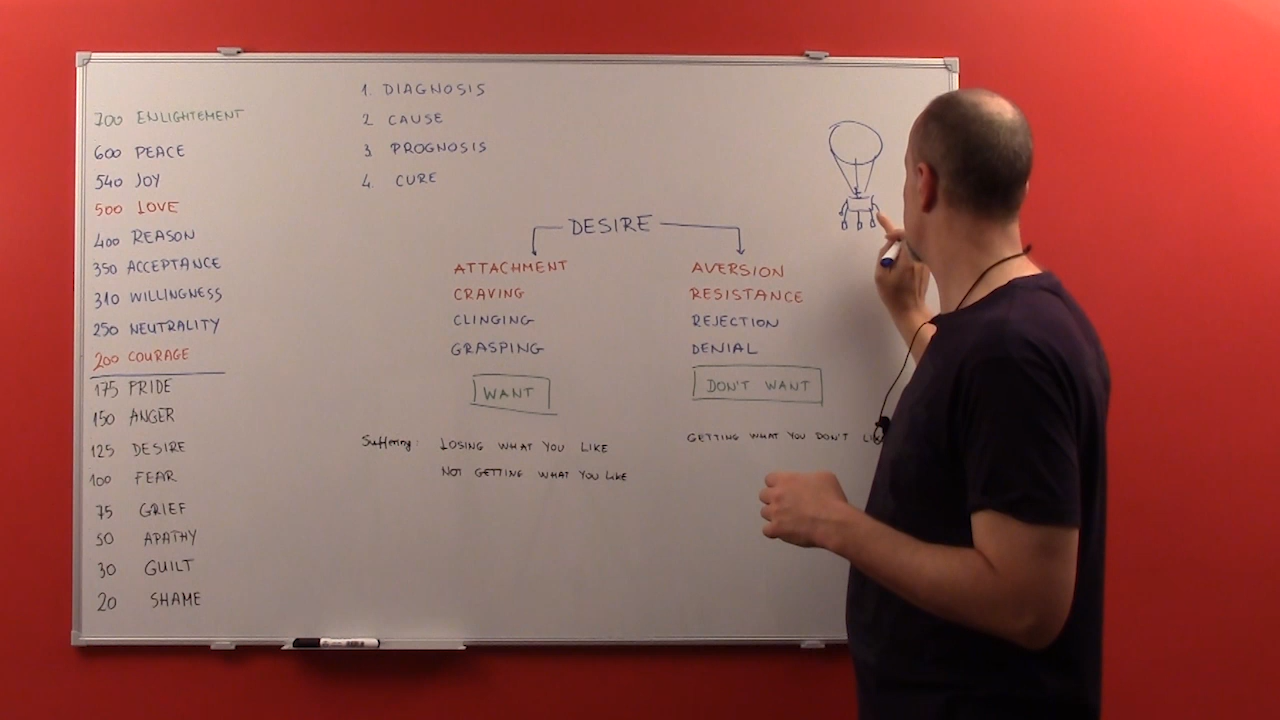 700 ENLIGHTEMENT
600 PEACE
540 JOY
500 LOVE
400 REASON
350 ACCEPTANCE
310 WILLINGNESS
250 NEUTRALITY
200 COURAGE
175 PRIDE
150 ANGER
125 DESIRE
100 FEAR
75 GRIEF
50 APATHY
30 GUILT
20 SHAME
1. DIAGNOSIS
2 CAUSE
3. PROGNOSIS
4. CURE
DESIRE
ATTACHMENT
CRAVING
CLINGING
GRASPING
WANT
AVERSION
RESISTANCE
REJECTION
DENIAL
DON'T WANT
Suffering: LOSING WHAT YOU LIKE
NOT GETTING WHAT YOU LIKE
GETTING WHAT YOU DON'T